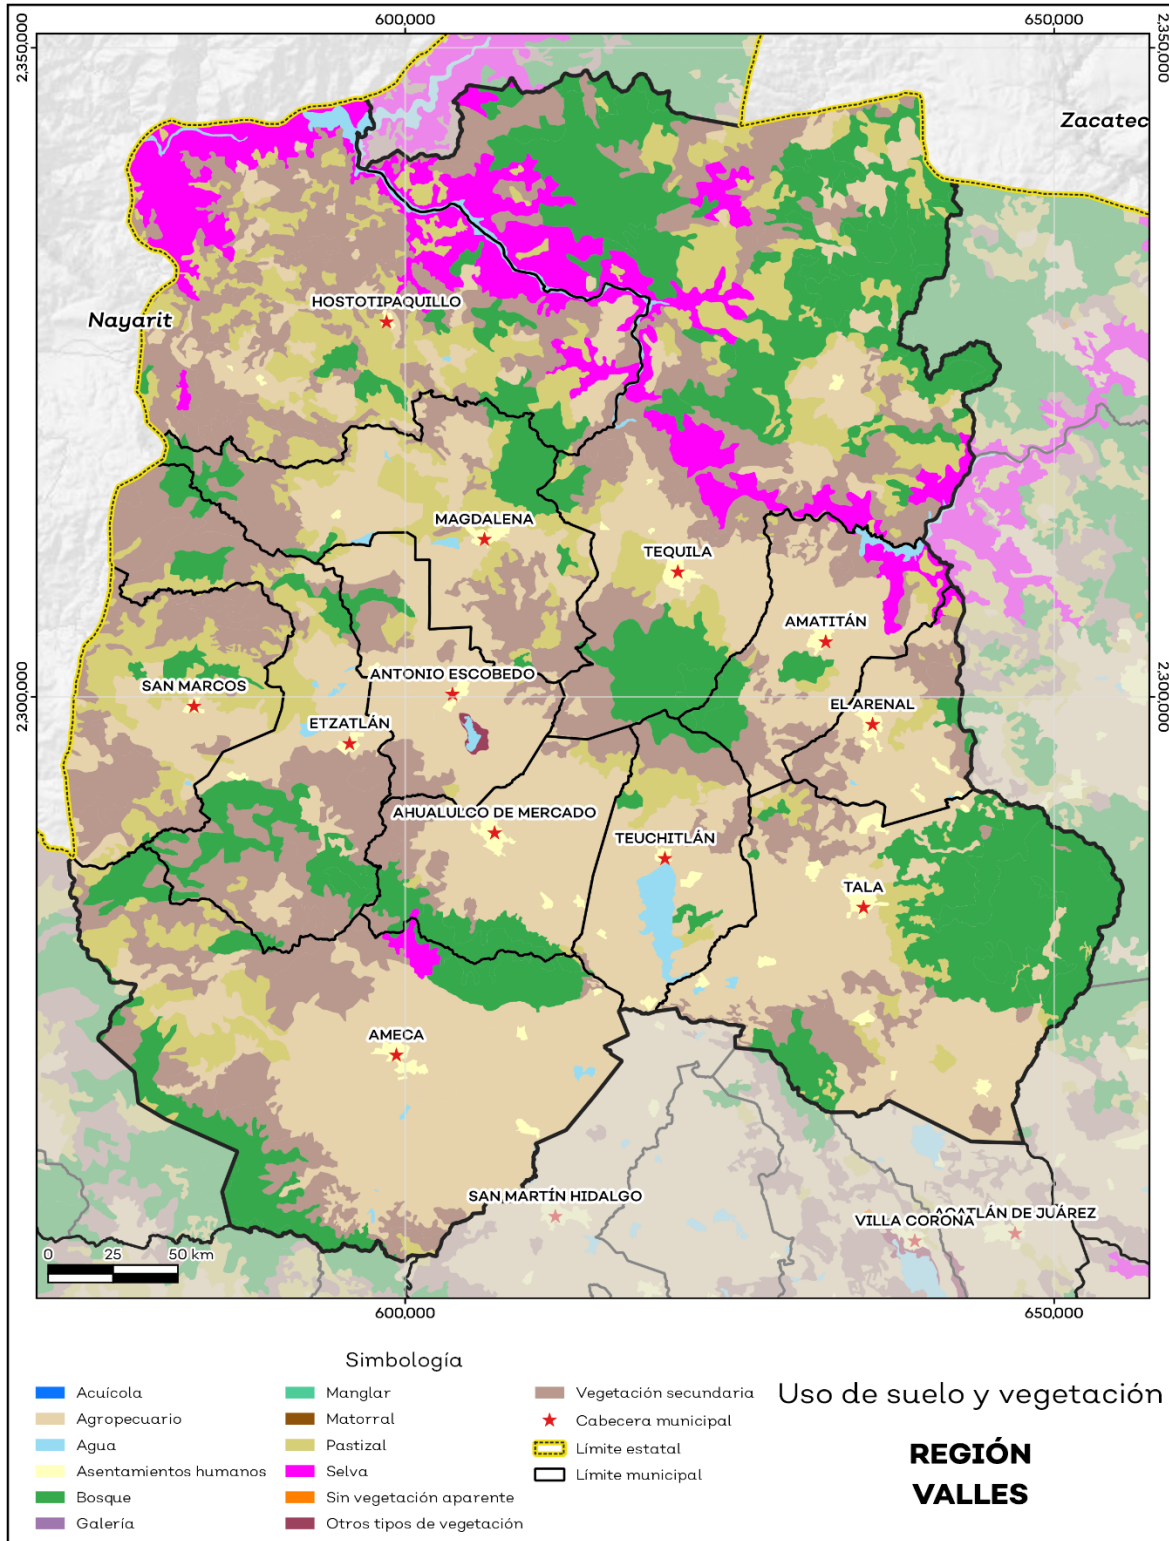 600,000
650,000
2,350,000
2,350,000
Zacatec
Nayarit
HOSTOTIPAQUILLO
MAGDALENA
TEQUILA
AMATITÁN
ANTONIO ESCOBEDO
SAN MARCOS
2,300,000
2,300,000
EL ARENAL
ETZATLÁN
AHUALULCO DE MERCADO
TEUCHITLÁN
TALA
AMECA
SAN MARTÍN HIDALGO
ACATLÁN DE JUÁREZ
VILLA CORONA
0 25 50 km
600,000
650,000
Simbología
Acuícola
Agropecuario
Agua
Asentamientos humanos
Bosque
Galería
Manglar
Matorral
Pastizal
Selva
Sin vegetación aparente
Otros tipos de vegetación
Vegetación secundaria
Cabecera municipal
Límite estatal
Límite municipal
Uso de suelo y vegetación
REGIÓN
VALLES